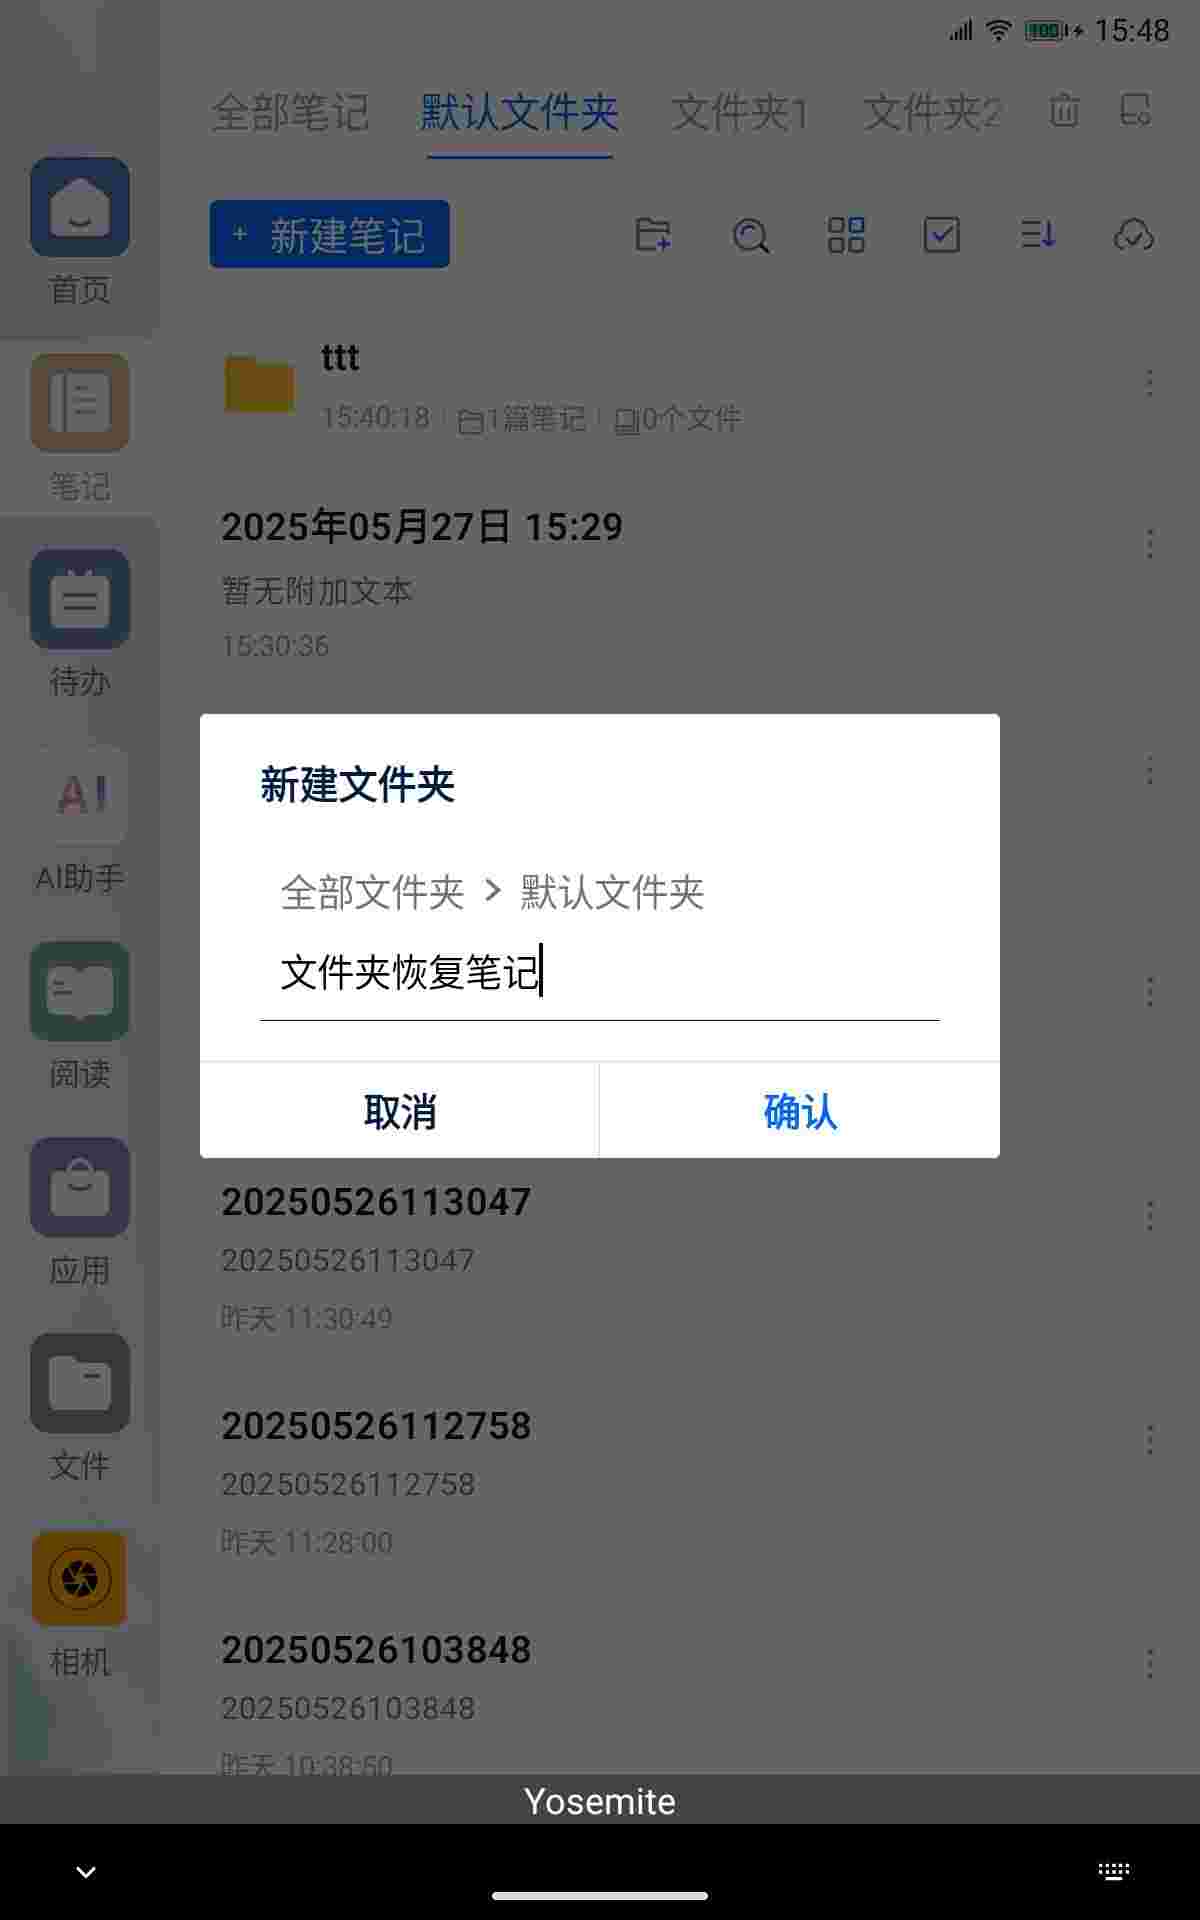 100 15:48
全部笔记 默认文件夹 文件夹1 文件夹2
+ 新建笔记
首页
ttt
15:40:18 1篇笔记 0个文件
笔记
2025年05月27日 15:29
暂无附加文本
15:30:36
待办
新建文件夹
AI
AI助手
全部文件夹 > 默认文件夹
文件夹恢复笔记
阅读
取消 确认
20250526113047
20250526113047
应用
昨天 11:30:49
20250526112758
文件
20250526112758
昨天 11:28:00
20250526103848
相机
20250526103848
昨天 10:38:50
Yosemite